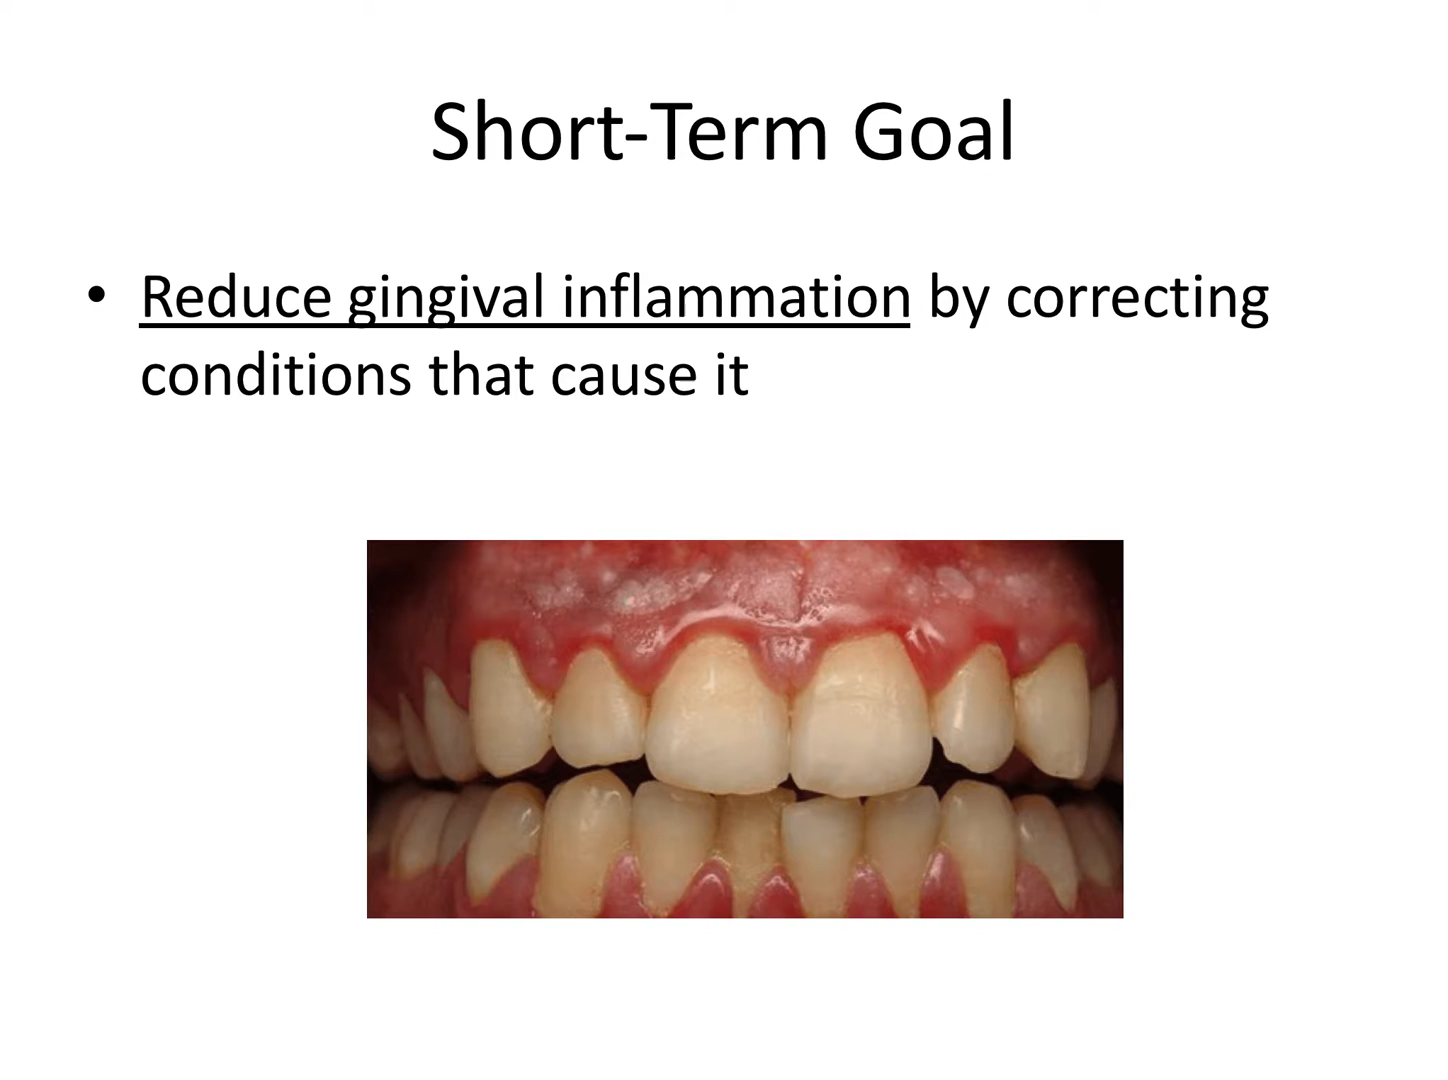 Short-Term Goal
• Reduce gingival inflammation by correcting
conditions that cause it